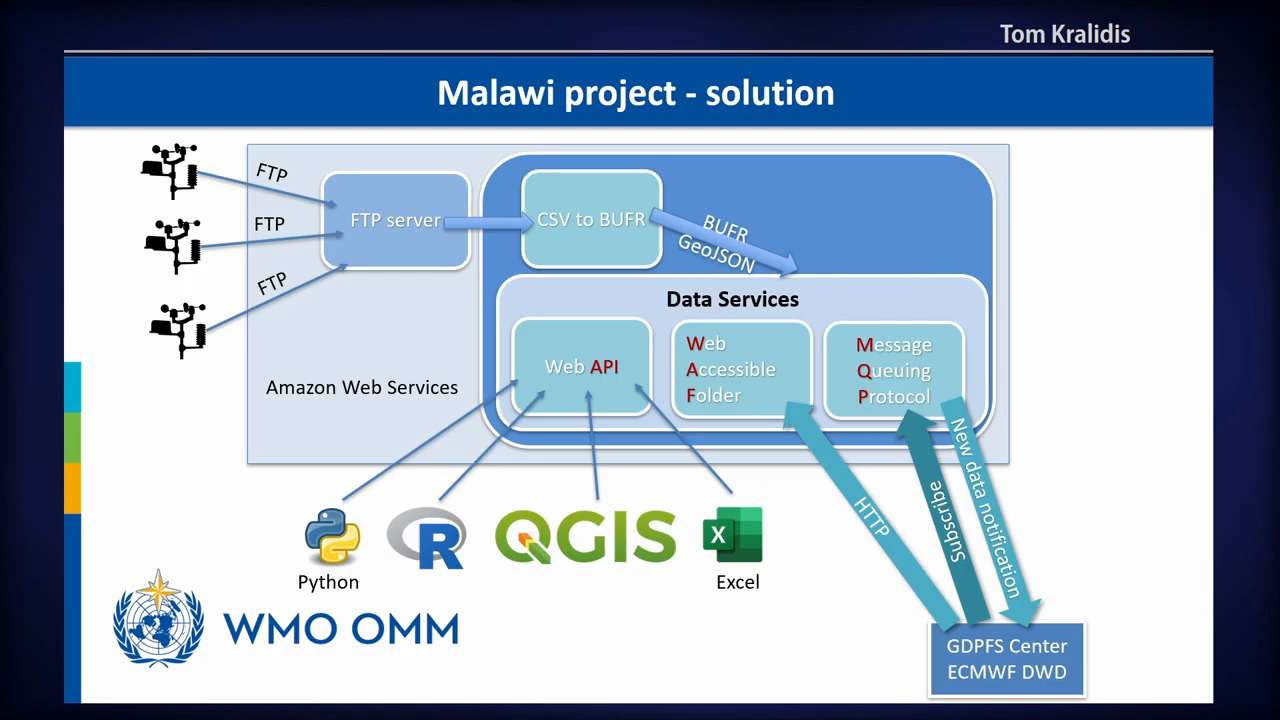 Tom Kralidis
Malawi project - solution
FTP
FTP
FTP
FTP server
CSV to BUFR
BUFR
GeoJSON
Data Services
Web API
Web
Accessible
Folder
Message
Queuing
Protocol
Amazon Web Services
HTTP
Subscribe
New data notification
R
QGIS
X
Python
Excel
WMO OMM
GDPFS Center
ECMWF DWD